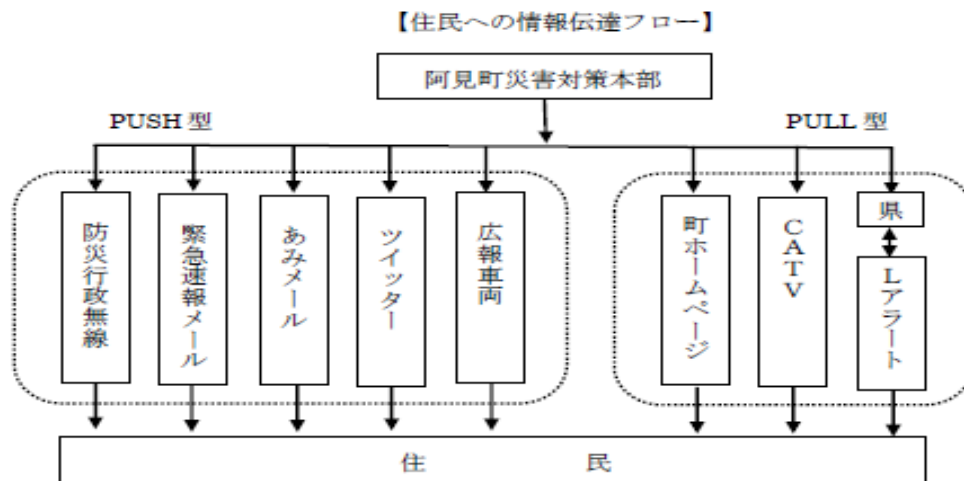 【住民への情報伝達フロー】
阿見町災害対策本部
PUSH 型
PULL 型
防災行政無線
緊急速報メール
あみメール
ツイッター
広報車両
町ホームページ
CATV
県
Lアラート
住民